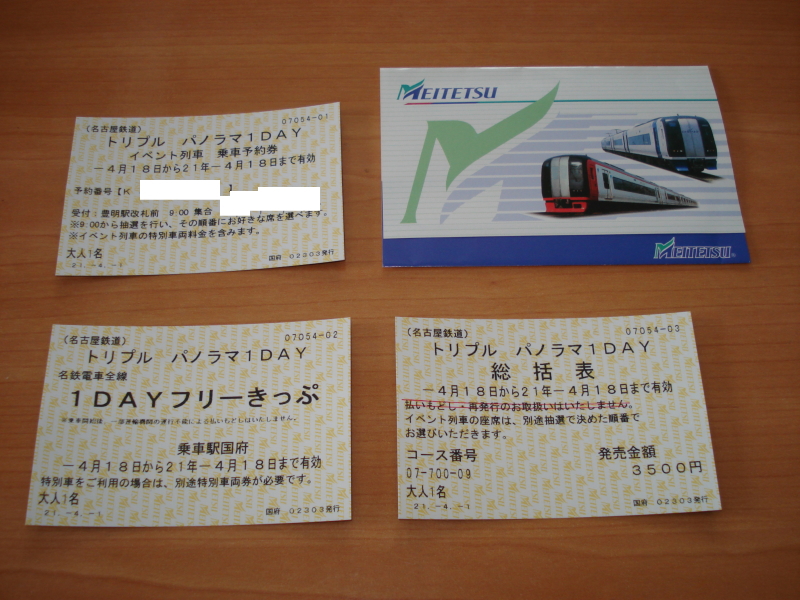 (名古屋鉄道)
07054-01
トリプル パノラマ1DAY
イベント列車 乗車予約券
-4月18日から21年-4月18日まで有効
予約番号【K 】
受付:豊明駅改札前 9:00 集合
※9:00から抽選を行い、その順番にお好きな席を選べます。
※イベント列車の特別車両料金を含みます。
大人1名
21.-4.-1
国府 02303発行
MEITETSU
MEITETSU
(名古屋鉄道)
07054-02
トリプル パノラマ1DAY
名鉄電車全線
1DAYフリーきっぷ
乗車駅国府
-4月18日から21年-4月18日まで有効
特別車をご利用の場合は、別途特別車両券が必要です。
大人1名
21.-4.-1
国府 02303発行
(名古屋鉄道)
07054-03
トリプル パノラマ1DAY
総括表
-4月18日から21年-4月18日まで有効
払いもどし・再発行のお取扱いはいたしません。
イベント列車の座席は、別途抽選で決めた順番で
お選びいただきます。
コース番号 発売金額
07-700-09 3500円
大人1名
21.-4.-1
国府 02303発行